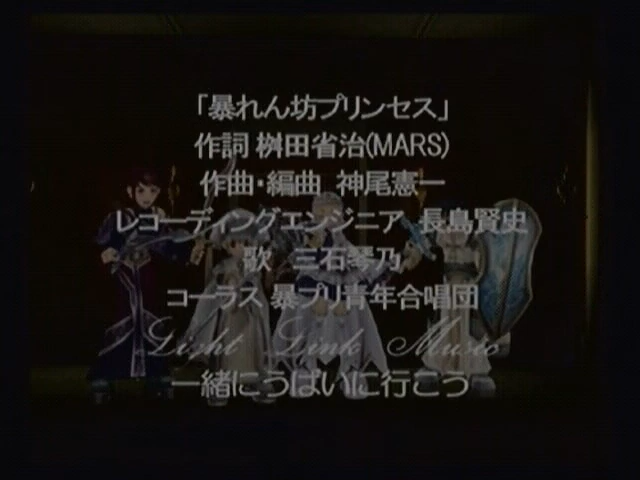 「暴れん坊プリンセス」
作詞 桝田省治(MARS)
作曲・編曲　神尾憲一
レコーディングエンジニア　長島賢史
歌　三石琴乃
コーラス 暴プリ青年合唱団
Light Link Music
一緒にうばいに行こう